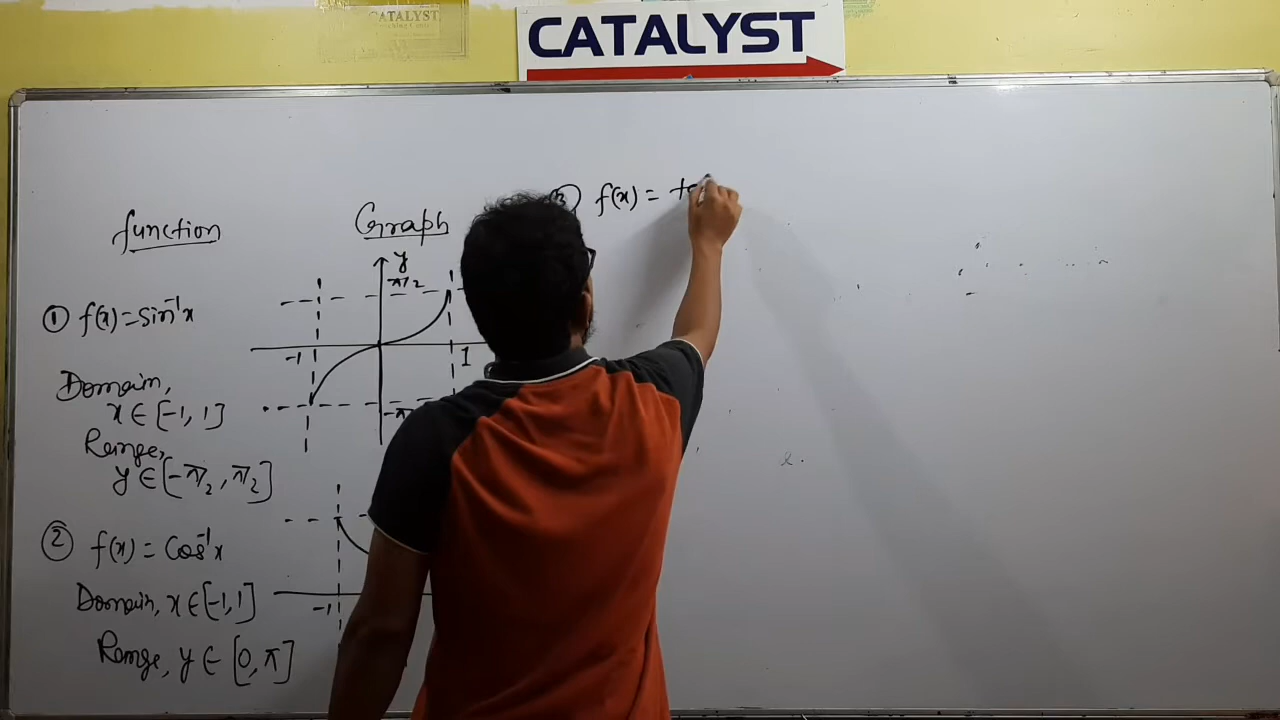 CATALYST
CATALYST
function
Graph
③ f(x) =
y
π/2
① f(x)=Sin⁻¹x
-1
1
Domain,
x ∈ [-1, 1]
Range,
y ∈ [-π/2, π/2]
② f(x) = Cos⁻¹x
Domain, x ∈ [-1, 1]
-1
Range, y ∈ [0, π]